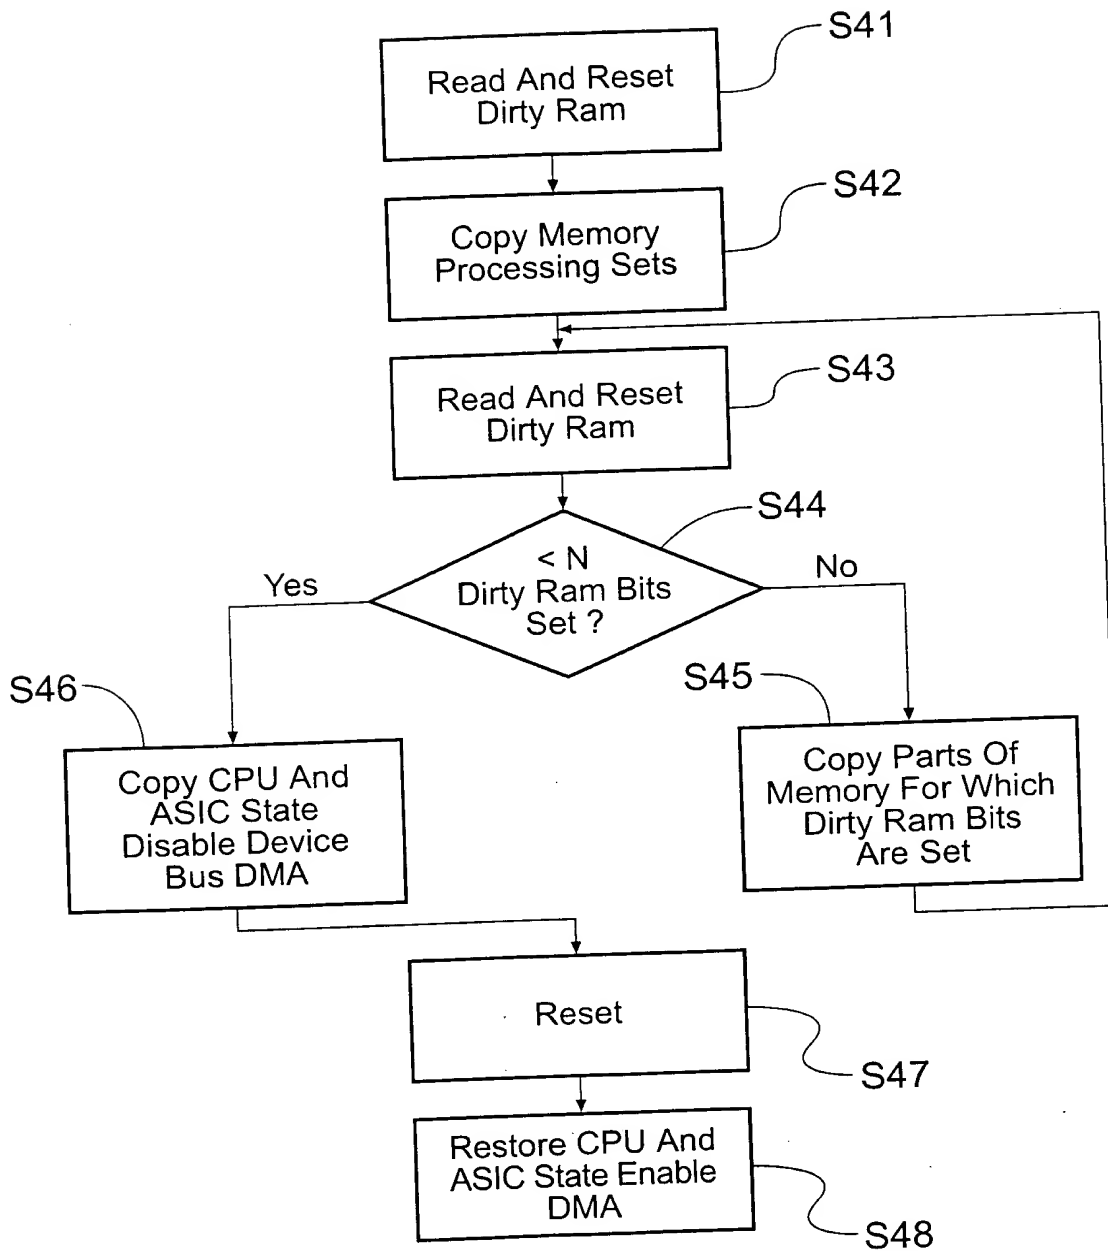 S41
Read And Reset
Dirty Ram
S42
Copy Memory
Processing Sets
S43
Read And Reset
Dirty Ram
S44
< N
Dirty Ram Bits
Set ?
Yes
No
S46
S45
Copy CPU And
ASIC State
Disable Device
Bus DMA
Copy Parts Of
Memory For Which
Dirty Ram Bits
Are Set
Reset
S47
Restore CPU And
ASIC State Enable
DMA
S48